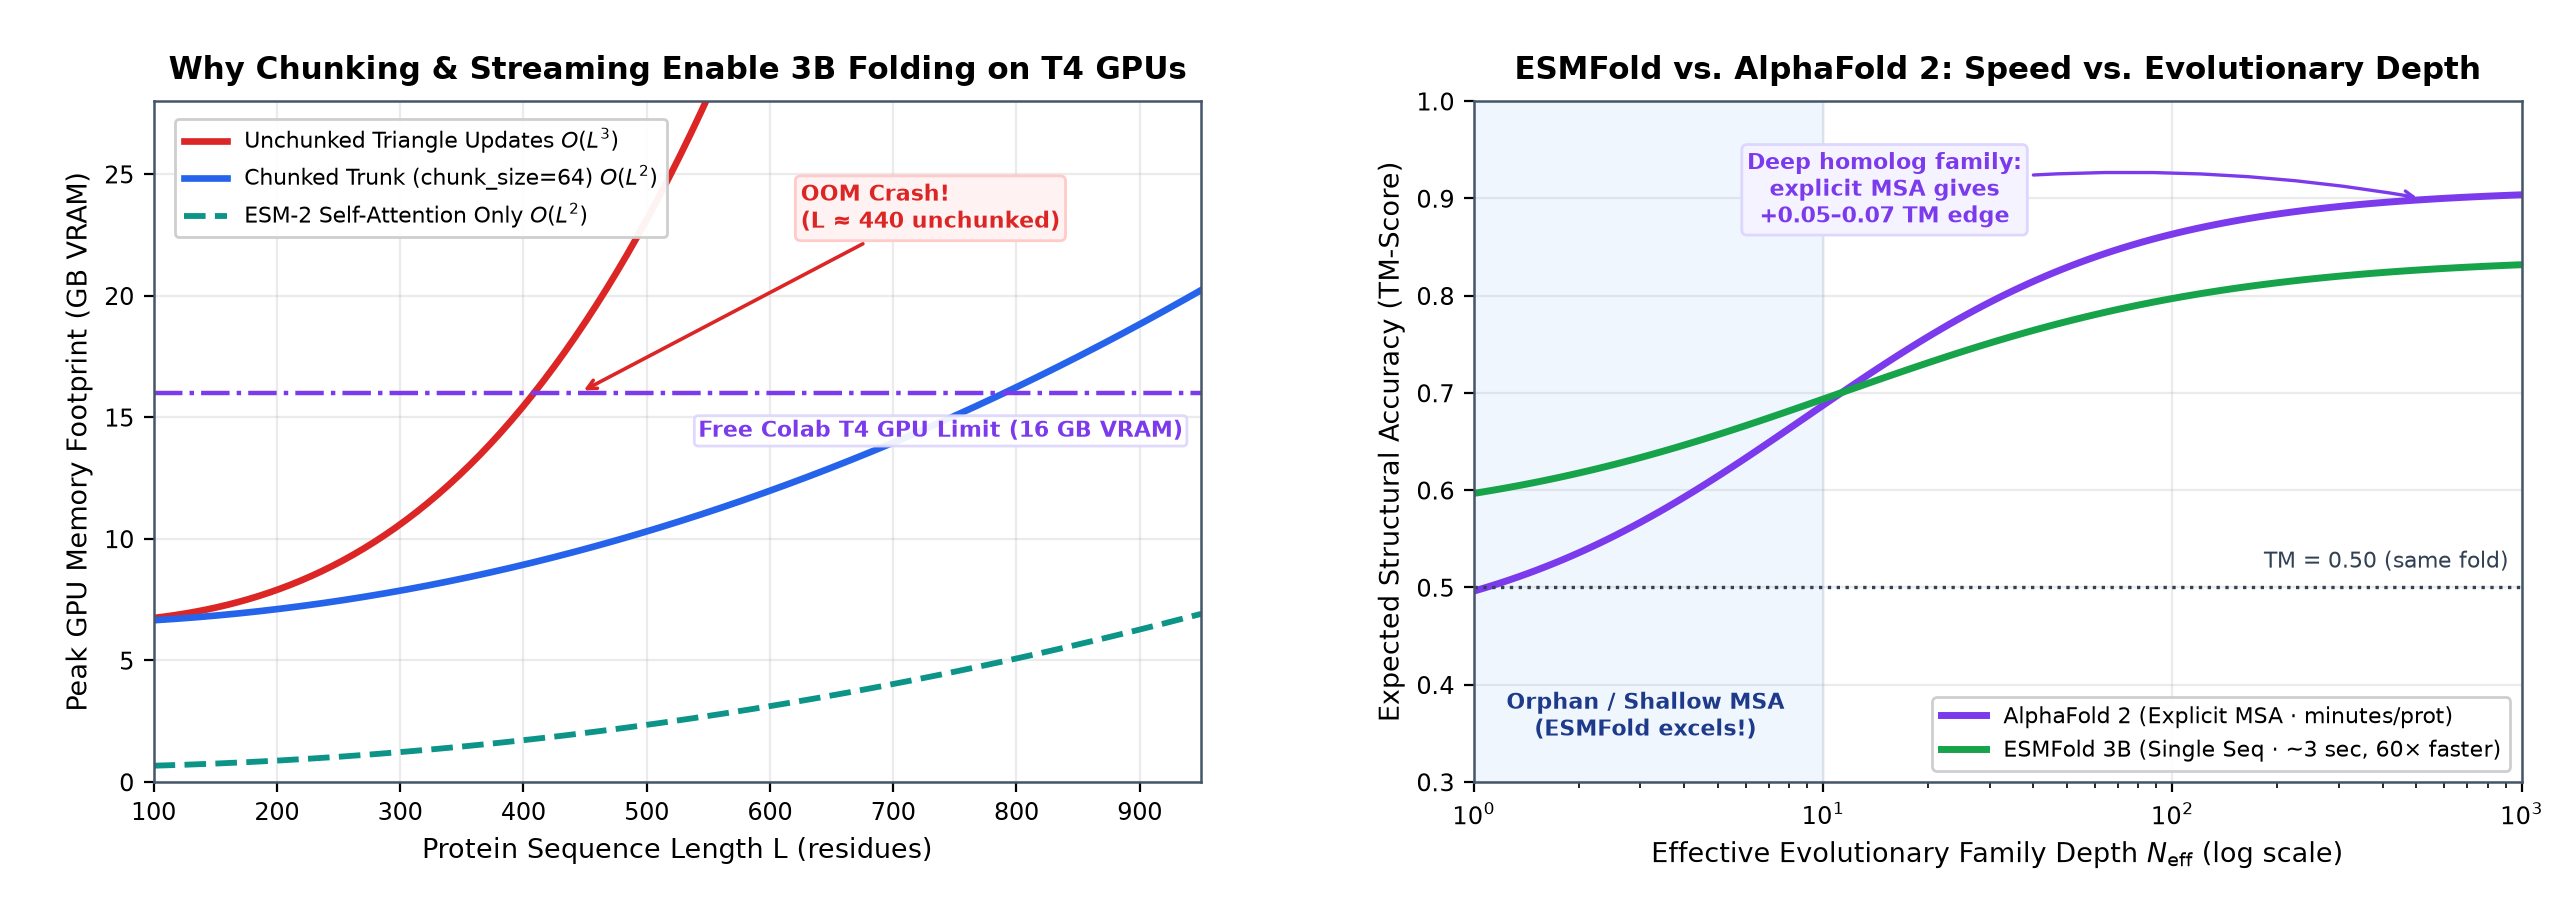 Why Chunking & Streaming Enable 3B Folding on T4 GPUs
Peak GPU Memory Footprint (GB VRAM)
25
20
15
10
5
0
Unchunked Triangle Updates O(L³)
Chunked Trunk (chunk_size=64) O(L²)
ESM-2 Self-Attention Only O(L²)
OOM Crash!
(L ≈ 440 unchunked)
Free Colab T4 GPU Limit (16 GB VRAM)
100 200 300 400 500 600 700 800 900
Protein Sequence Length L (residues)
ESMFold vs. AlphaFold 2: Speed vs. Evolutionary Depth
Expected Structural Accuracy (TM-Score)
1.0
0.9
0.8
0.7
0.6
0.5
0.4
0.3
Deep homolog family:
explicit MSA gives
+0.05–0.07 TM edge
TM = 0.50 (same fold)
Orphan / Shallow MSA
(ESMFold excels!)
AlphaFold 2 (Explicit MSA · minutes/prot)
ESMFold 3B (Single Seq · ~3 sec, 60× faster)
10⁰ 10¹ 10² 10³
Effective Evolutionary Family Depth N_eff (log scale)